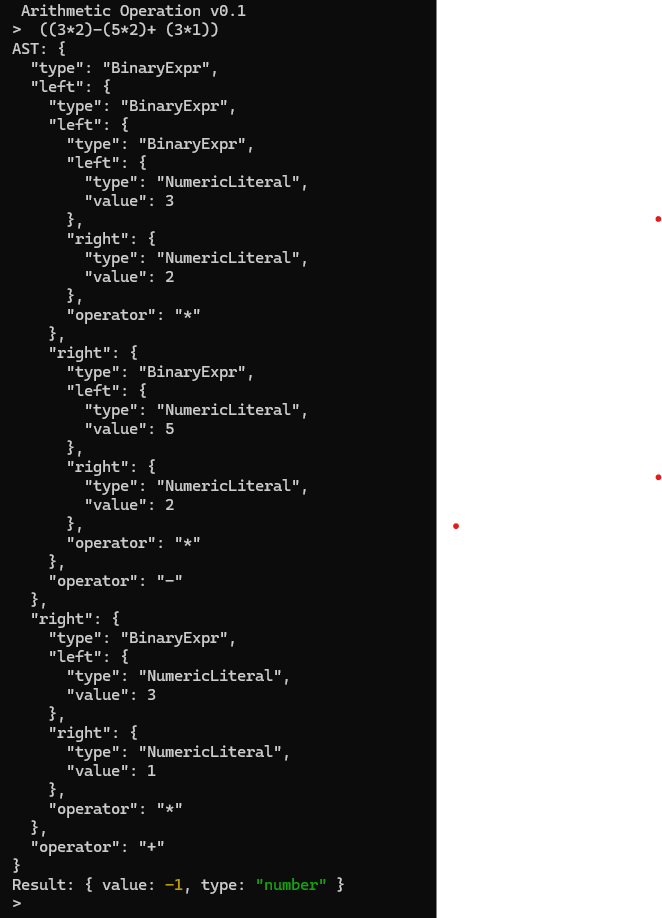 Arithmetic Operation v0.1
>  ((3*2)-(5*2)+ (3*1))
AST: {
  "type": "BinaryExpr",
  "left": {
    "type": "BinaryExpr",
    "left": {
      "type": "BinaryExpr",
      "left": {
        "type": "NumericLiteral",
        "value": 3
      },
      "right": {
        "type": "NumericLiteral",
        "value": 2
      },
      "operator": "*"
    },
    "right": {
      "type": "BinaryExpr",
      "left": {
        "type": "NumericLiteral",
        "value": 5
      },
      "right": {
        "type": "NumericLiteral",
        "value": 2
      },
      "operator": "*"
    },
    "operator": "-"
  },
  "right": {
    "type": "BinaryExpr",
    "left": {
      "type": "NumericLiteral",
      "value": 3
    },
    "right": {
      "type": "NumericLiteral",
      "value": 1
    },
    "operator": "*"
  },
  "operator": "+"
}
Result: { value: -1, type: "number" }
>